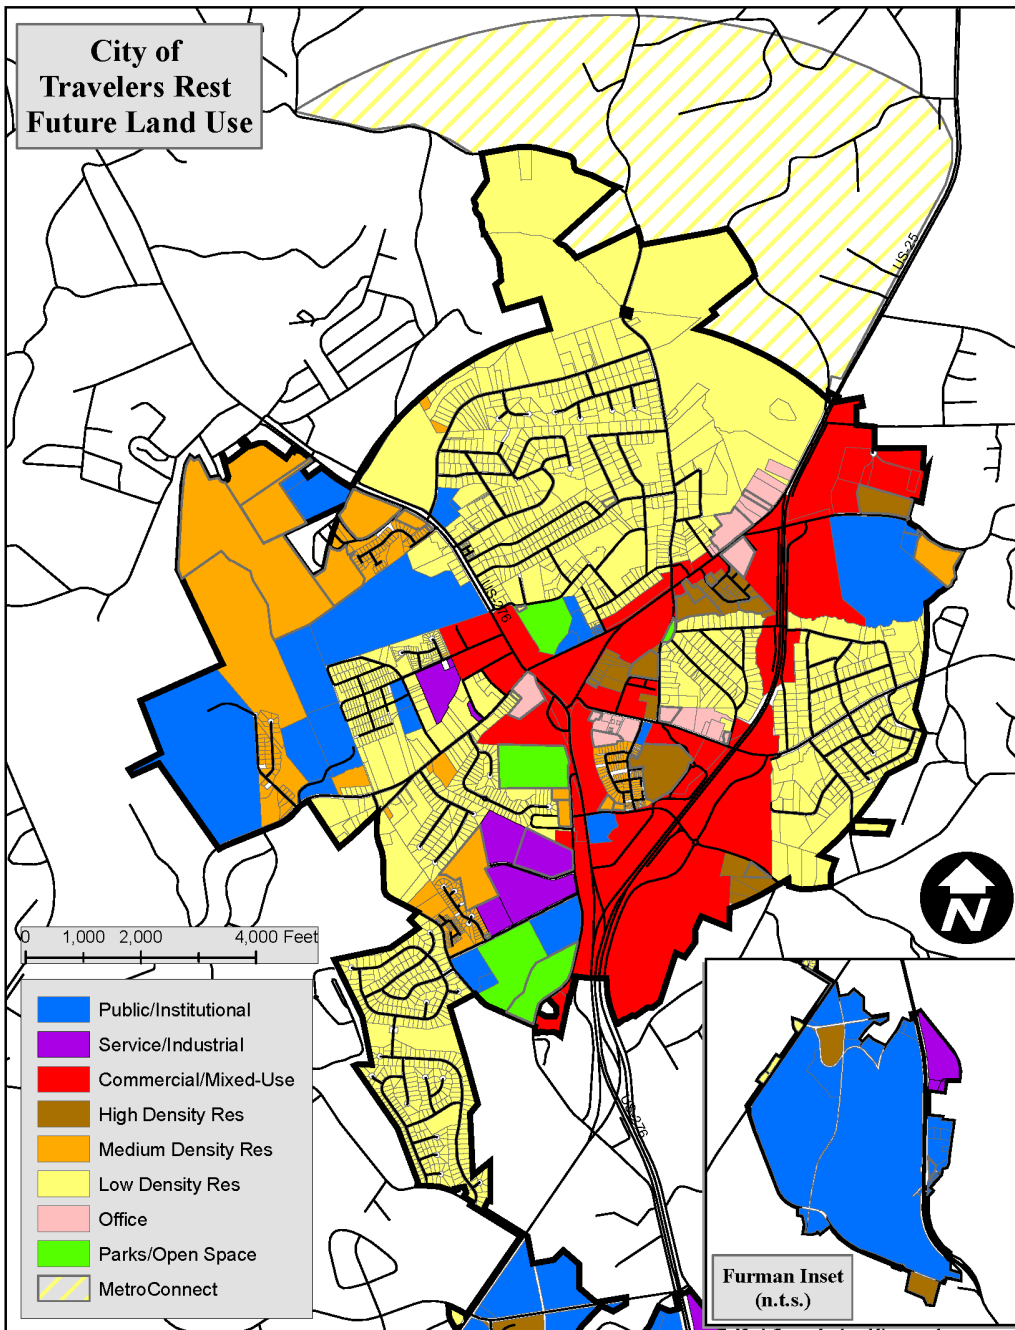 City of
Travelers Rest
Future Land Use
US-25
US-276
0 1,000 2,000 4,000 Feet
Public/Institutional
Service/Industrial
Commercial/Mixed-Use
High Density Res
Medium Density Res
Low Density Res
Office
Parks/Open Space
MetroConnect
N
US-276
Furman Inset
(n.t.s.)